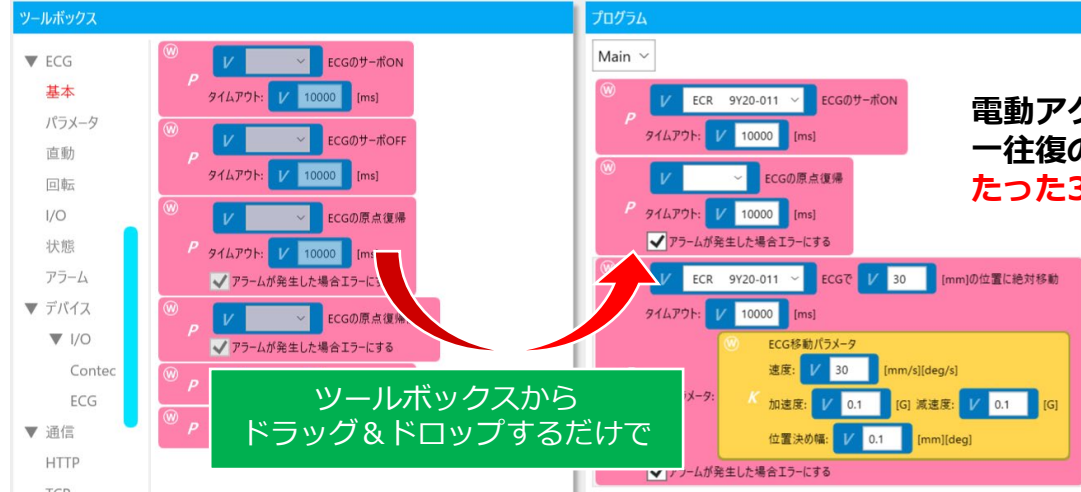 ツールボックス
▼ ECG
基本
パラメータ
直動
回転
I/O
状態
アラーム
▼ デバイス
▼ I/O
Contec
ECG
▼ 通信
HTTP
TCP
W
P
V
ECGのサーボON
タイムアウト: V 10000 [ms]
W
P
V
ECGのサーボOFF
タイムアウト: V 10000 [ms]
W
P
V
ECGの原点復帰
タイムアウト: V 10000
アラームが発生した場合エラーにす
W
P
V
ECGの原点復帰
アラームが発生した場合エラーにする
W
P
W
P
ツールボックスから
ドラッグ&ドロップするだけで
プログラム
Main
W
P
V ECR 9Y20-011 ECGのサーボON
タイムアウト: V 10000 [ms]
W
P
V
ECGの原点復帰
タイムアウト: V 10000 [ms]
アラームが発生した場合エラーにする
W
V ECR 9Y20-011 ECGで V 30 [mm]の位置に絶対移動
タイムアウト: V 10000 [ms]
メータ:
W
K
ECG移動パラメータ
速度: V 30 [mm/s][deg/s]
加速度: V 0.1 [G] 減速度: V 0.1 [G]
位置決め幅: V 0.1 [mm][deg]
アラームが発生した場合エラーにする
電動アク
一往復の
たった3